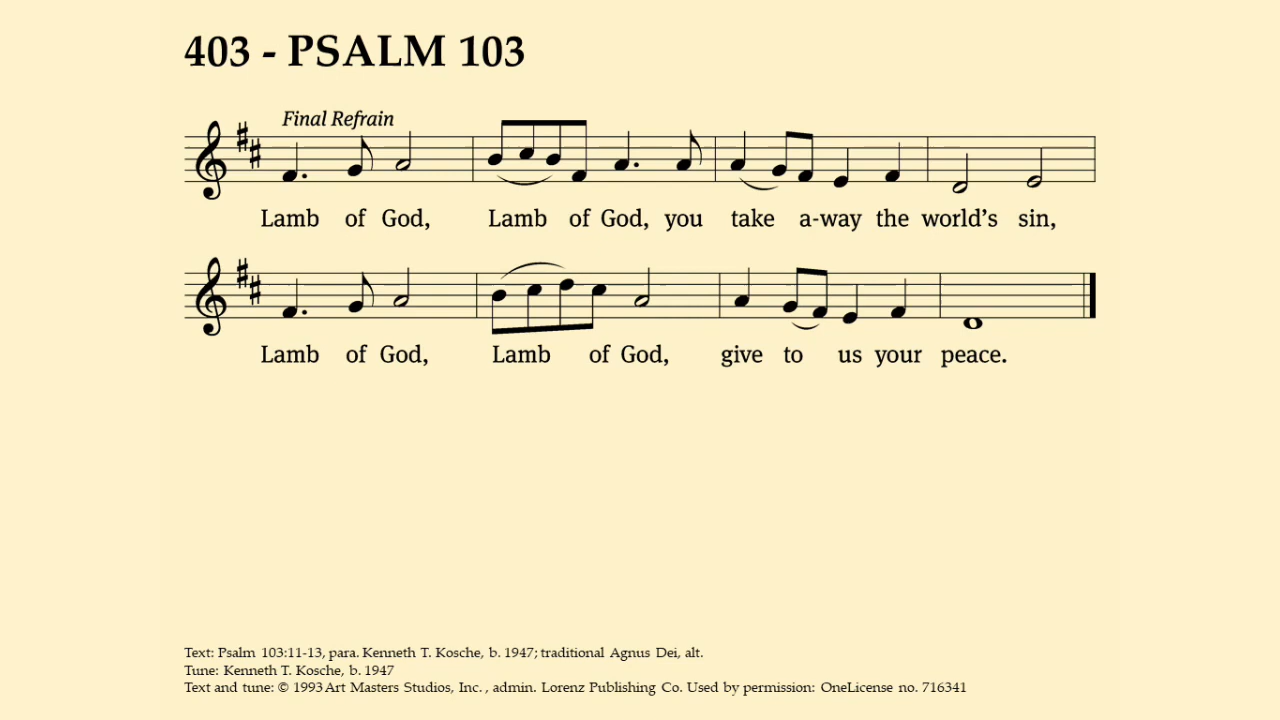 403 - PSALM 103
Final Refrain
Lamb of God, Lamb of God, you take a-way the world's sin,
Lamb of God, Lamb of God, give to us your peace.
Text: Psalm 103:11-13, para. Kenneth T. Kosche, b. 1947; traditional Agnus Dei, alt.
Tune: Kenneth T. Kosche, b. 1947
Text and tune: © 1993 Art Masters Studios, Inc. , admin. Lorenz Publishing Co. Used by permission: OneLicense no. 716341